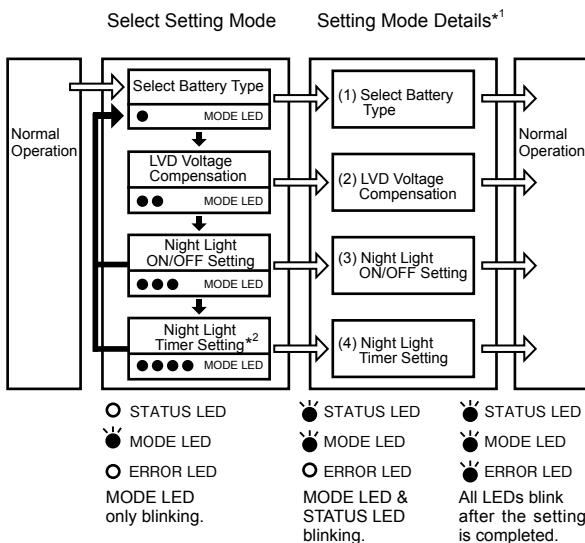 Select Setting Mode
Setting Mode Details*1
Normal
Operation
Select Battery Type
MODE LED
LVD Voltage
Compensation
MODE LED
Night Light
ON/OFF Setting
MODE LED
Night Light
Timer Setting*2
MODE LED
(1) Select Battery
Type
(2) LVD Voltage
Compensation
(3) Night Light
ON/OFF Setting
(4) Night Light
Timer Setting
Normal
Operation
STATUS LED
MODE LED
ERROR LED
MODE LED
only blinking.
STATUS LED
MODE LED
ERROR LED
MODE LED &
STATUS LED
blinking.
STATUS LED
MODE LED
ERROR LED
All LEDs blink
after the setting
is completed.